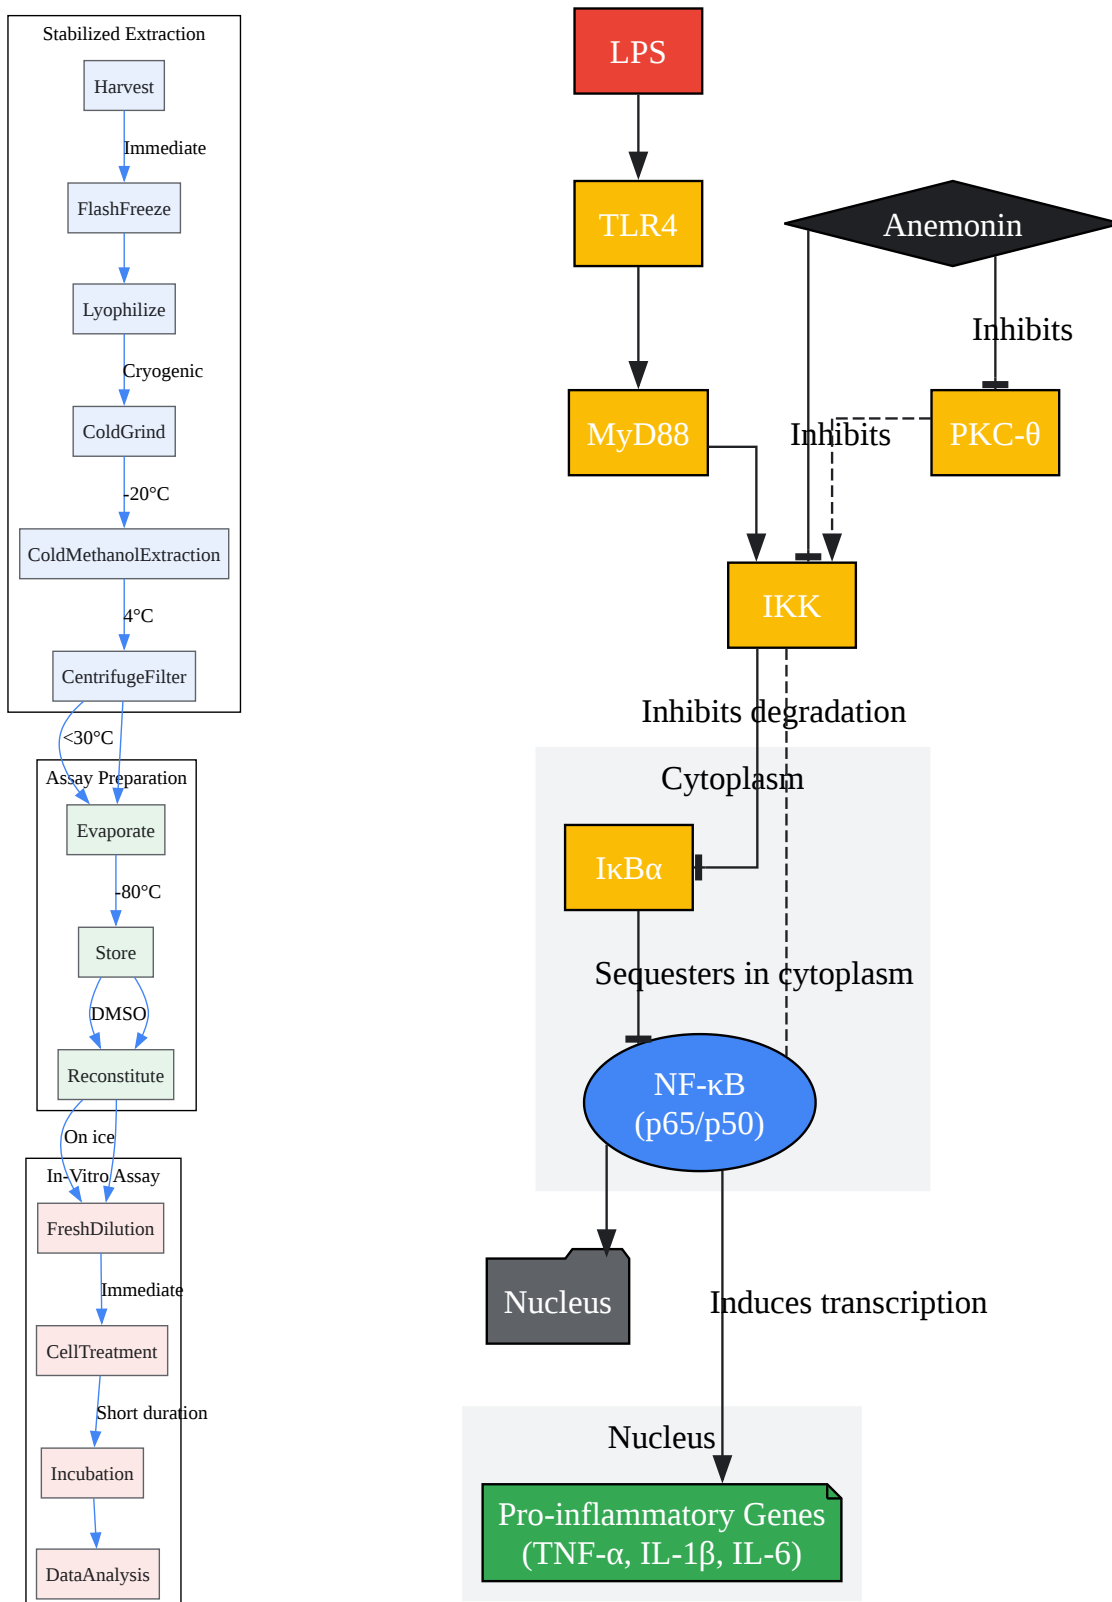 Stabilized Extraction
Harvest
Immediate
FlashFreeze
Lyophilize
Cryogenic
ColdGrind
-20°C
ColdMethanolExtraction
4°C
CentrifugeFilter
<30°C
Assay Preparation
Evaporate
-80°C
Store
DMSO
Reconstitute
On ice
In-Vitro Assay
FreshDilution
Immediate
CellTreatment
Short duration
Incubation
DataAnalysis
LPS
TLR4
Anemonin
Inhibits
MyD88
Inhibits
PKC-θ
IKK
Inhibits degradation
Cytoplasm
IκBα
Sequesters in cytoplasm
NF-κB
(p65/p50)
Nucleus
Induces transcription
Nucleus
Pro-inflammatory Genes
(TNF-α, IL-1β, IL-6)